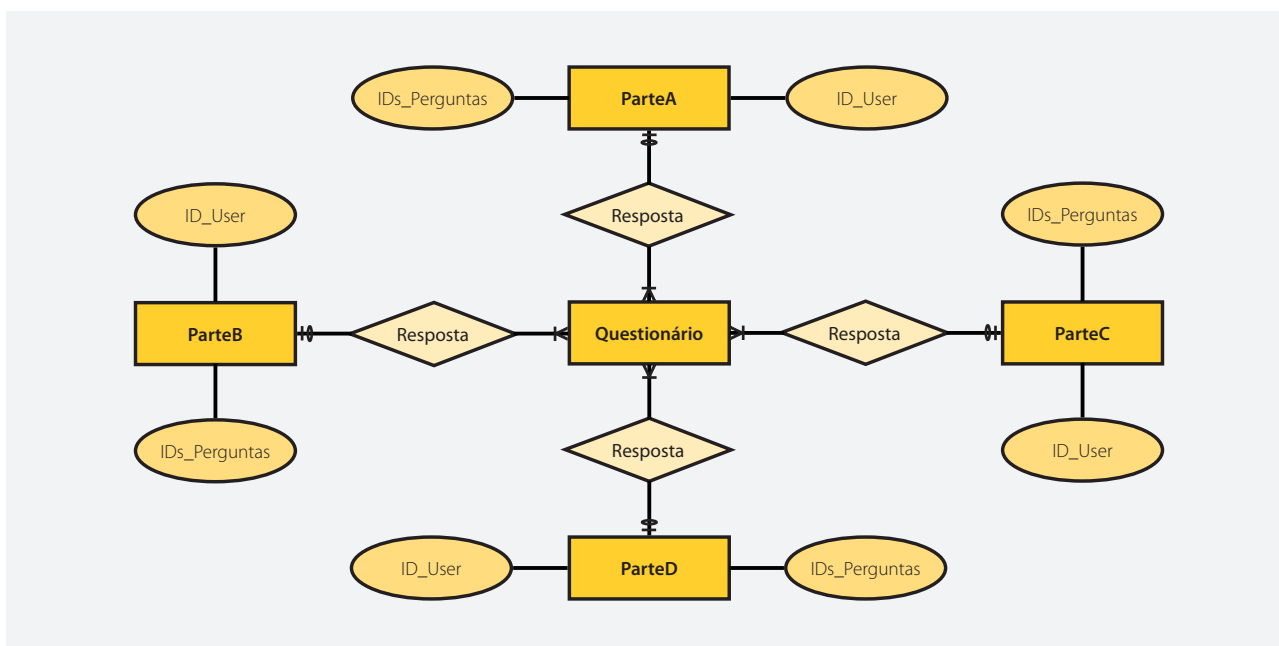 IDs_Perguntas
ParteA
ID_User
Resposta
ID_User
IDs_Perguntas
ParteB
Resposta
Questionário
Resposta
ParteC
IDs_Perguntas
Resposta
ID_User
ID_User
ParteD
IDs_Perguntas